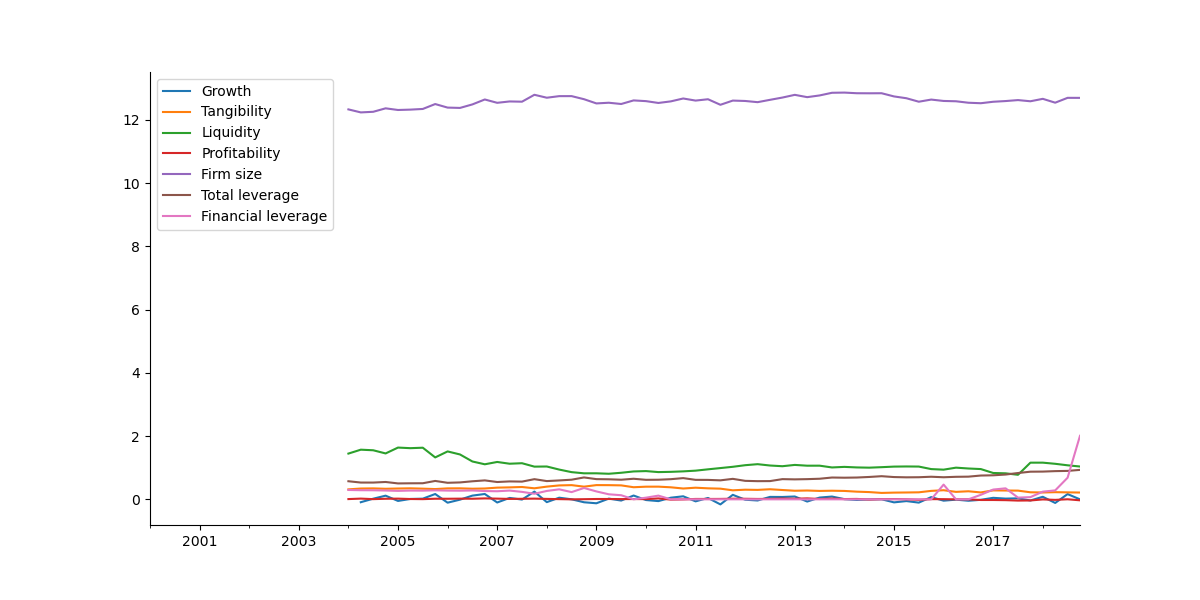 Growth
Tangibility
Liquidity
Profitability
Firm size
Total leverage
Financial leverage
12
10
8
6
4
2
0
2001 2003 2005 2007 2009 2011 2013 2015 2017